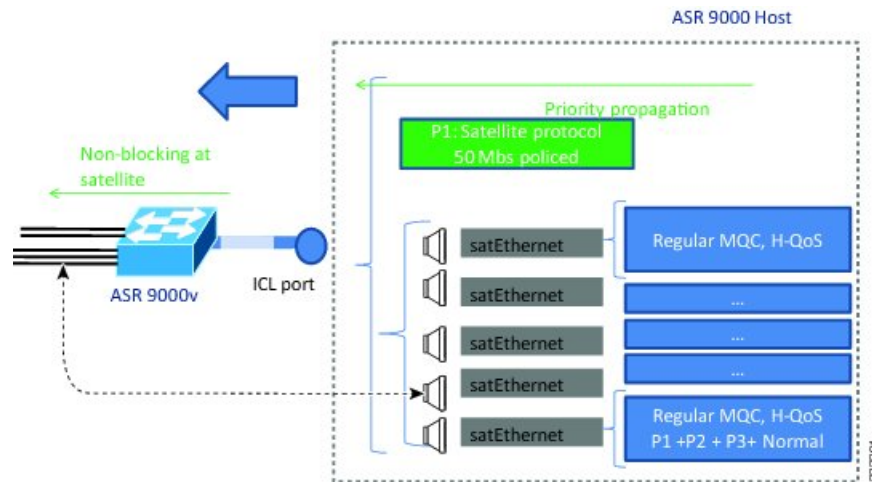 ASR 9000 Host
Priority propagation
P1: Satellite protocol
50 Mbs policed
Non-blocking at
satellite
ASR 9000v
ICL port
satEthernet
Regular MQC, H-QoS
satEthernet
...
satEthernet
...
satEthernet
...
satEthernet
Regular MQC, H-QoS
P1 +P2 + P3+ Normal